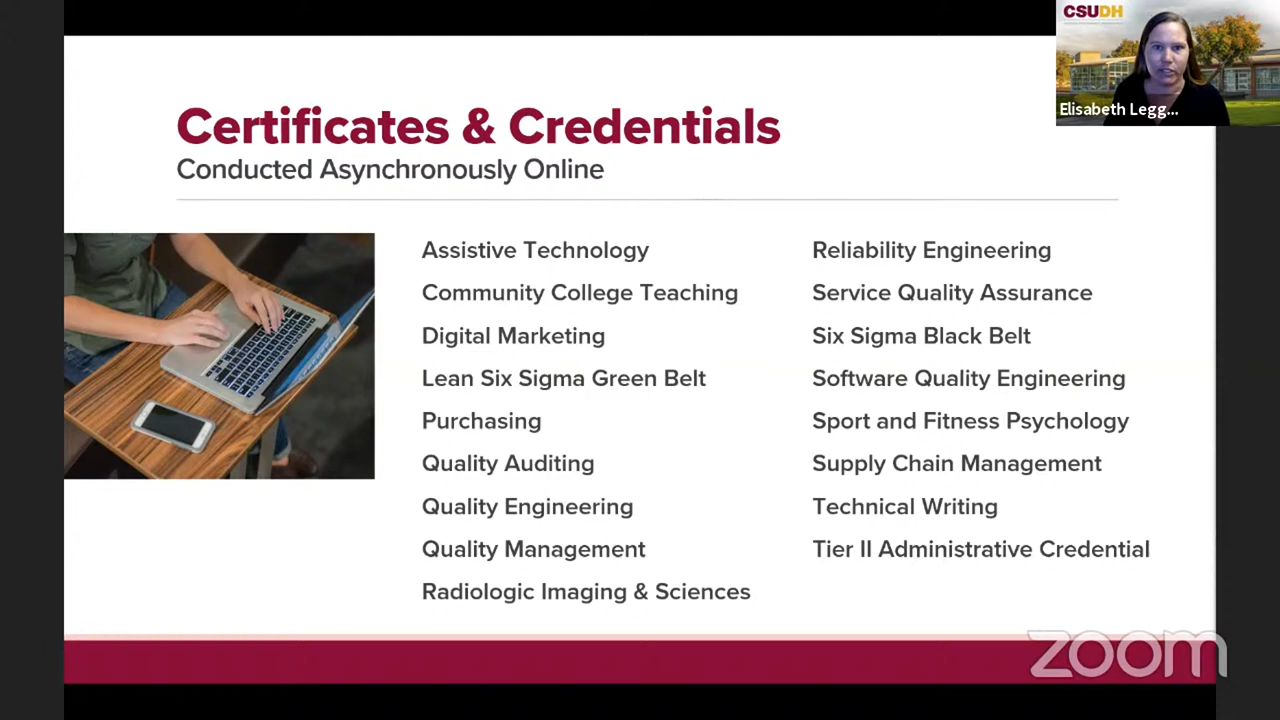 CSUDH
Elisabeth Legg...
Certificates & Credentials
Conducted Asynchronously Online
Assistive Technology
Community College Teaching
Digital Marketing
Lean Six Sigma Green Belt
Purchasing
Quality Auditing
Quality Engineering
Quality Management
Radiologic Imaging & Sciences
Reliability Engineering
Service Quality Assurance
Six Sigma Black Belt
Software Quality Engineering
Sport and Fitness Psychology
Supply Chain Management
Technical Writing
Tier II Administrative Credential
zoom